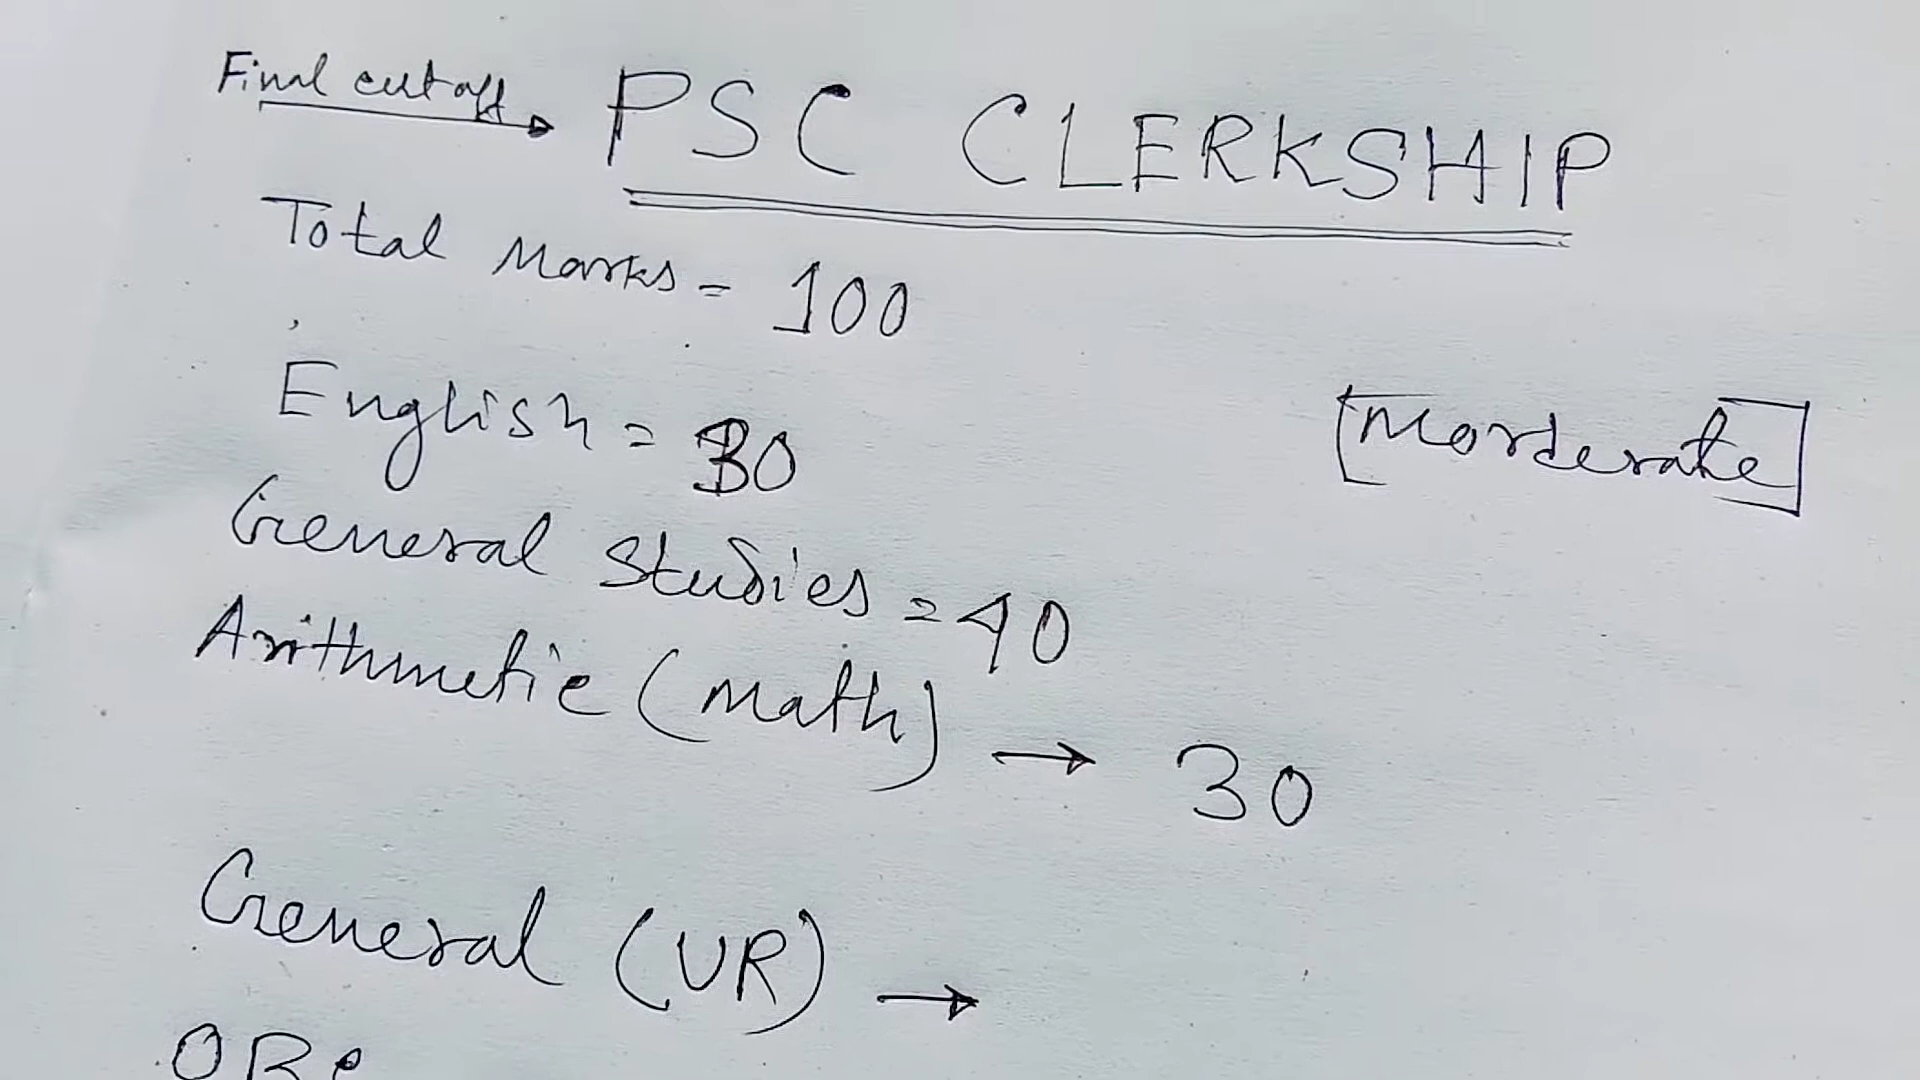 Final cutoff → PSC CLERKSHIP
Total Marks = 100
English = 30
[Morderate]
General Studies = 40
Arithmetic (Math) → 30
General (UR) →